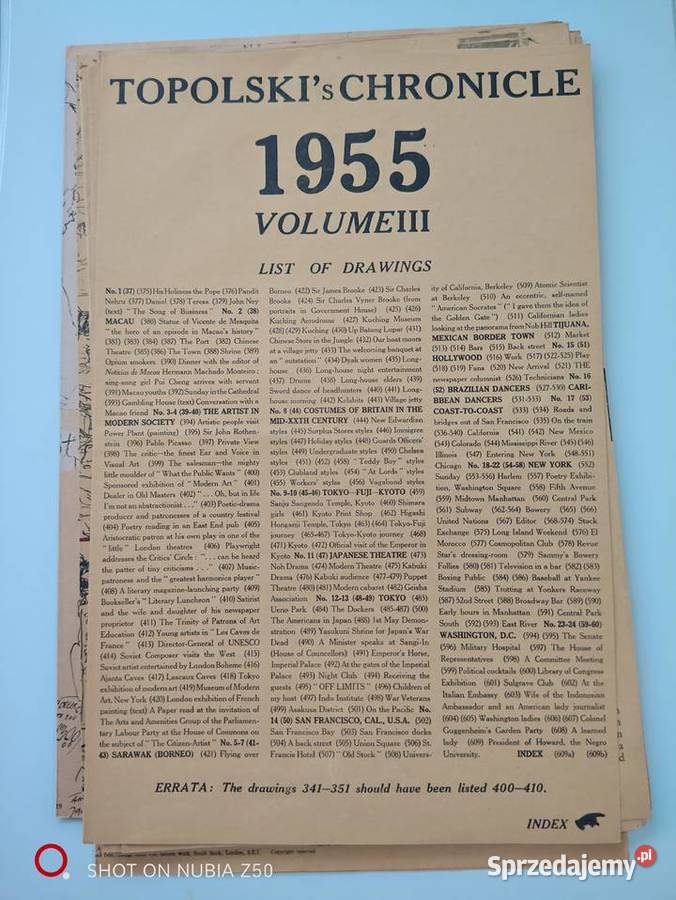 TOPOLSKI's CHRONICLE
1955
VOLUME III
LIST OF DRAWINGS
No. 1 (37) (375) His Holiness the Pope (376) Pandit
Nehru (377) Daniel (378) Teresa (379) John Ney
(text) "The Song of Business" No. 2 (38)
MACAU (380) Statue of Vicente de Mesquita
"the hero of an episode in Macao's history"
(381) (383) (384) (387) The Port (382) Chinese
Theatre (385) (386) The Town (388) Shrine (389)
Opium smokers (390) Dinner with the editor of
Noticias de Macau Hermann Machado Monteiro;
sing-song girl Pui Cheng arrives with servant
(391) Macau youths (392) Sunday in the Cathedral
(393) Gambling House (text) Conversation with a
Macao friend No. 3-4 (39-40) THE ARTIST IN
MODERN SOCIETY (394) Artistic people visit
Power Plant (painting) (395) Sir John Rothen-
stein (396) Pablo Picasso (397) Private View
(398) The critic—the finest Ear and Voice in
Visual Art (399) The salesman—the mighty
little moulder of "What the Public Wants" (400)
Sponsored exhibition of "Modern Art" (401)
Dealer in Old Masters (402) "... Oh, but in life
I'm not an abstractionist ..." (403) Poetic-drama
producer and patronesses of a country festival
(404) Poetry reading in an East End pub (405)
Aristocratic patron at his own play in one of the
"little" London theatres (406) Playwright
addresses the Critics' Circle: "... can be heard
the patter of tiny criticisms ..." (407) Music-
patroness and the "greatest harmonica player"
(408) A literary magazine-launching party (409)
Bookseller's "Literary Luncheon" (410) Satirist
and the wife and daughter of his newspaper
proprietor (411) The Trinity of Patrons of Art
Education (412) Young artists in "Les Caves de
France" (413) Director-General of UNESCO
(414) Soviet Composer visits the West (415)
Soviet artist entertained by London Boheme (416)
Ajanta Caves (417) Lascaux Caves (418) Tokyo
exhibition of modern art (419) Museum of Modern
Art, New York (420) London exhibition of French
painting (text) A Paper read at the invitation of
The Arts and Amenities Group of the Parliamen-
tary Labour Party at the House of Commons on
the subject of "The Citizen-Artist" No. 5-7 (41-
43) SARAWAK (BORNEO) (421) Flying over
Borneo (422) Sir James Brooke (423) Sir Charles
Brooke (424) Sir Charles Vyner Brooke (from
portraits in Government House) (425) (426)
Kuching Aerodrome (427) Kuching Museum
(428) (429) Kuching (430) Up Batang Lupar (431)
Chinese Store in the Jungle (432) Our boat moors
at a village jetty (433) The welcoming banquet at
an "outstation" (434) Dyak women (435) Long-
house (436) Long-house night entertainment
(437) Drums (438) Long-house elders (439)
Sword dance of headhunters (440) (441) Long-
house morning (442) Kelabits (443) Village jetty
No. 8 (44) COSTUMES OF BRITAIN IN THE
MID-XXTH CENTURY (444) New Edwardian
styles (445) Surplus Stores styles (446) Immigree
styles (447) Holiday styles (448) Guards Officers'
styles (449) Undergraduate styles (450) Chelsea
styles (451) (452) (458) "Teddy Boy" styles
(453) Clubland styles (454) "At Lords" styles
(455) Workers' styles (456) Vagabond styles
No. 9-10 (45-46) TOKYO—FUJI—KYOTO (459)
Sanju Sangendo Temple, Kyoto (460) Shimara
girls (461) Kyoto Print Shop (462) Higashi
Honganji Temple, Tokyo (463) (464) Tokyo-Fuji
journey (465-467) Tokyo-Kyoto journey (468)
(471) Kyoto (472) Official visit of the Emperor in
Kyoto No. 11 (47) JAPANESE THEATRE (473)
Noh Drama (474) Modern Theatre (475) Kabuki
Drama (476) Kabuki audience (477-479) Puppet
Theatre (480) (481) Modern cabaret (482) Geisha
Association No. 12-13 (48-49) TOKYO (483)
Ueno Park (484) The Dockers (485-487) (500)
The Americans in Japan (488) 1st May Demon-
stration (489) Yasukuni Shrine for Japan's War
Dead (490) A Minister speaks at Sangi-In
(House of Councillors) (491) Emperor's Horse,
Imperial Palace (492) At the gates of the Imperial
Palace (493) Night Club (494) Receiving the
guests (495) "OFF LIMITS" (496) Children of
my host (497) Indo Institute (498) War Veterans
(499) Asakusa District (501) On the Pacific No.
14 (50) SAN FRANCISCO, CAL., U.S.A. (502)
San Francisco Bay (503) San Francisco docks
(504) A back street (505) Union Square (506) St.
Francis Hotel (507) "Old Stock" (508) Univers-
ity of California, Berkeley (509) Atomic Scientist
at Berkeley (510) An eccentric, self-named
"American Socrates" (" I gave them the idea of
the Golden Gate") (511) Californian ladies
looking at the panorama from Nob Hill TIJUANA,
MEXICAN BORDER TOWN (512) Market
(513) (514) Bars (515) Back street No. 15 (51)
HOLLYWOOD (516) Work (517) (522-525) Play
(518) (519) Fans (520) New Arrival (521) THE
newspaper columnist (526) Technicians No. 16
(52) BRAZILIAN DANCERS (527-530) CARI-
BBEAN DANCERS (531-533) No. 17 (53)
COAST-TO-COAST (533) (534) Roads and
bridges out of San Francisco (535) On the train
(536-540) California (541) (542) New Mexico
(543) Colorado (544) Mississippi River (545) (546)
Illinois (547) Entering New York (548-551)
Chicago No. 18-22 (54-58) NEW YORK (552)
Sunday (553-556) Harlem (557) Poetry Exhibi-
tion, Washington Square (558) Fifth Avenue
(559) Midtown Manhattan (560) Central Park
(561) Subway (562-564) Bowery (565) (566)
United Nations (567) Editor (568-574) Stock
Exchange (575) Long Island Weekend (576) El
Morocco (577) Cosmopolitan Club (578) Revue
Star's dressing-room (579) Sammy's Bowery
Follies (580) (581) Television in a bar (582) (583)
Boxing Public (584) (586) Baseball at Yankee
Stadium (585) Trotting at Yonkers Raceway
(587) 52nd Street (588) Broadway Bar (589) (590)
Early hours in Manhattan (591) Central Park
South (592) (593) East River No. 23-24 (59-60)
WASHINGTON, D.C. (594) (595) The Senate
(596) Military Hospital (597) The House of
Representatives (598) A Committee Meeting
(599) Political cocktails (600) Library of Congress
Exhibition (601) Sulgrave Club (602) At the
Italian Embassy (603) Wife of the Indonesian
Ambassador and an American lady journalist
(604) (605) Washington ladies (606) (607) Colonel
Guggenheim's Garden Party (608) A learned
lady (609) President of Howard, the Negro
University. INDEX (609a) (609b)
ERRATA: The drawings 341—351 should have been listed 400—410.
INDEX
South Bank, London, S.E.1. Copyright reserved
SHOT ON NUBIA Z50
Sprzedajemy.pl